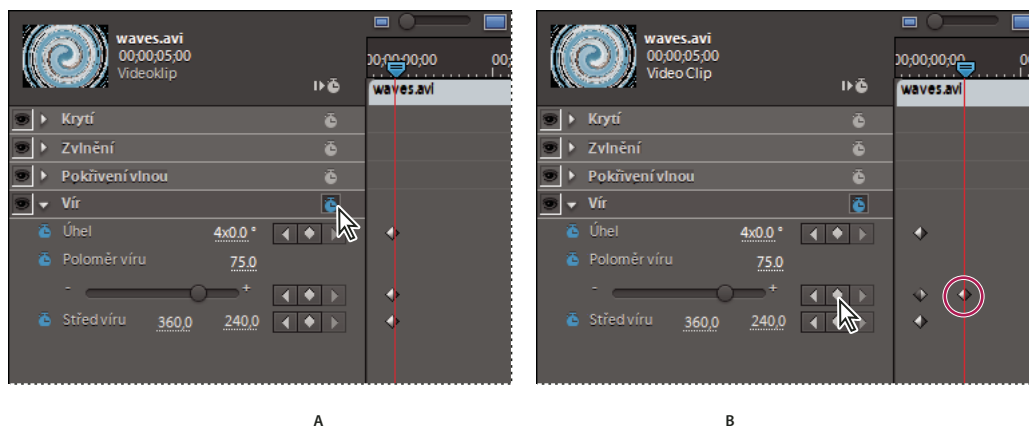 waves.avi
00;00;05;00
Videoklip
00;00;00;00 00;
waves.avi
Krytí
Zvlnění
Pokřivení vlnou
Vír
Úhel 4x0.0 °
Poloměr víru 75.0
- +
Střed víru 360,0 240,0
A
waves.avi
00;00;05;00
Video Clip
00;00;00;00 0
waves.avi
Krytí
Zvlnění
Pokřivení vlnou
Vír
Úhel 4x0.0 °
Poloměr víru 75.0
- +
Střed víru 360,0 240,0
B